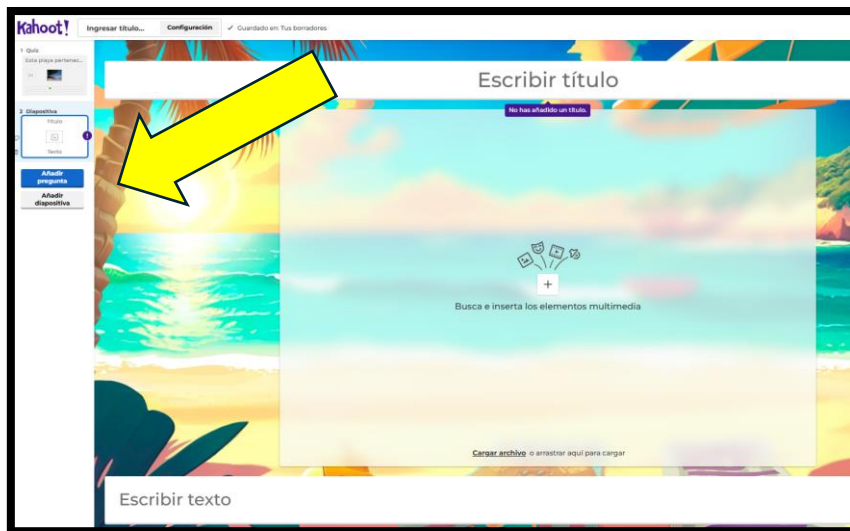 Kahoot!
Ingresar título...
Configuración
✓ Guardado en: Tus borradores
1 Quiz
Esta playa pertenec...
2 Diapositiva
Título
Texto
Añadir
pregunta
Añadir
diapositiva
Escribir título
No has añadido un título.
Busca e inserta los elementos multimedia
Cargar archivo o arrastrar aquí para cargar
Escribir texto